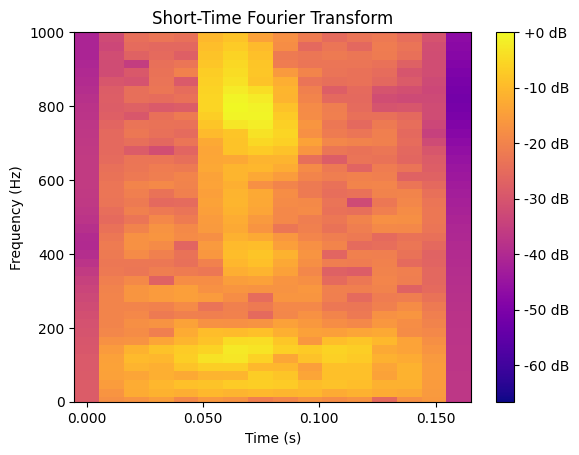 Short-Time Fourier Transform
1000
800
600
400
200
0
Frequency (Hz)
0.000
0.050
0.100
0.150
Time (s)
+0 dB
-10 dB
-20 dB
-30 dB
-40 dB
-50 dB
-60 dB